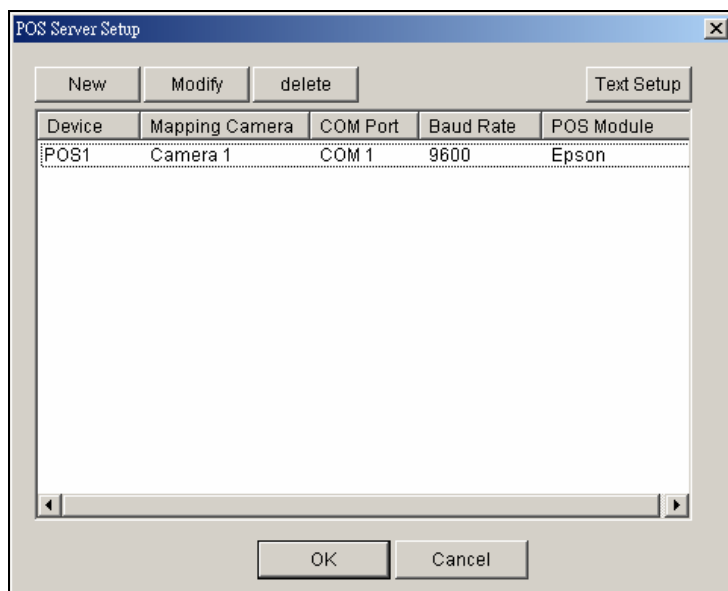 POS Server Setup
New Modify delete Text Setup
Device Mapping Camera COM Port Baud Rate POS Module
POS1 Camera 1 COM 1 9600 Epson
OK Cancel